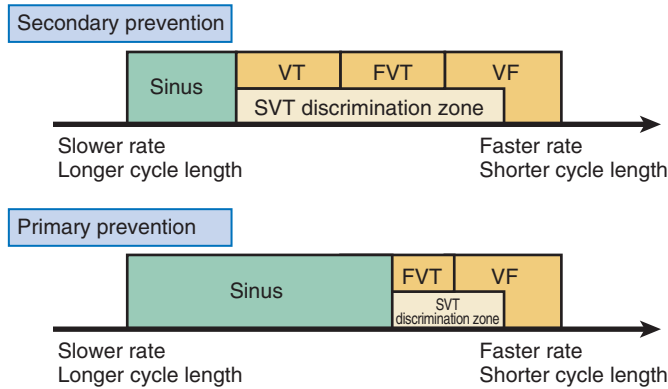 Secondary prevention
Sinus VT FVT VF
SVT discrimination zone
Slower rate Faster rate
Longer cycle length Shorter cycle length
Primary prevention
Sinus FVT VF
SVT
discrimination zone
Slower rate Faster rate
Longer cycle length Shorter cycle length